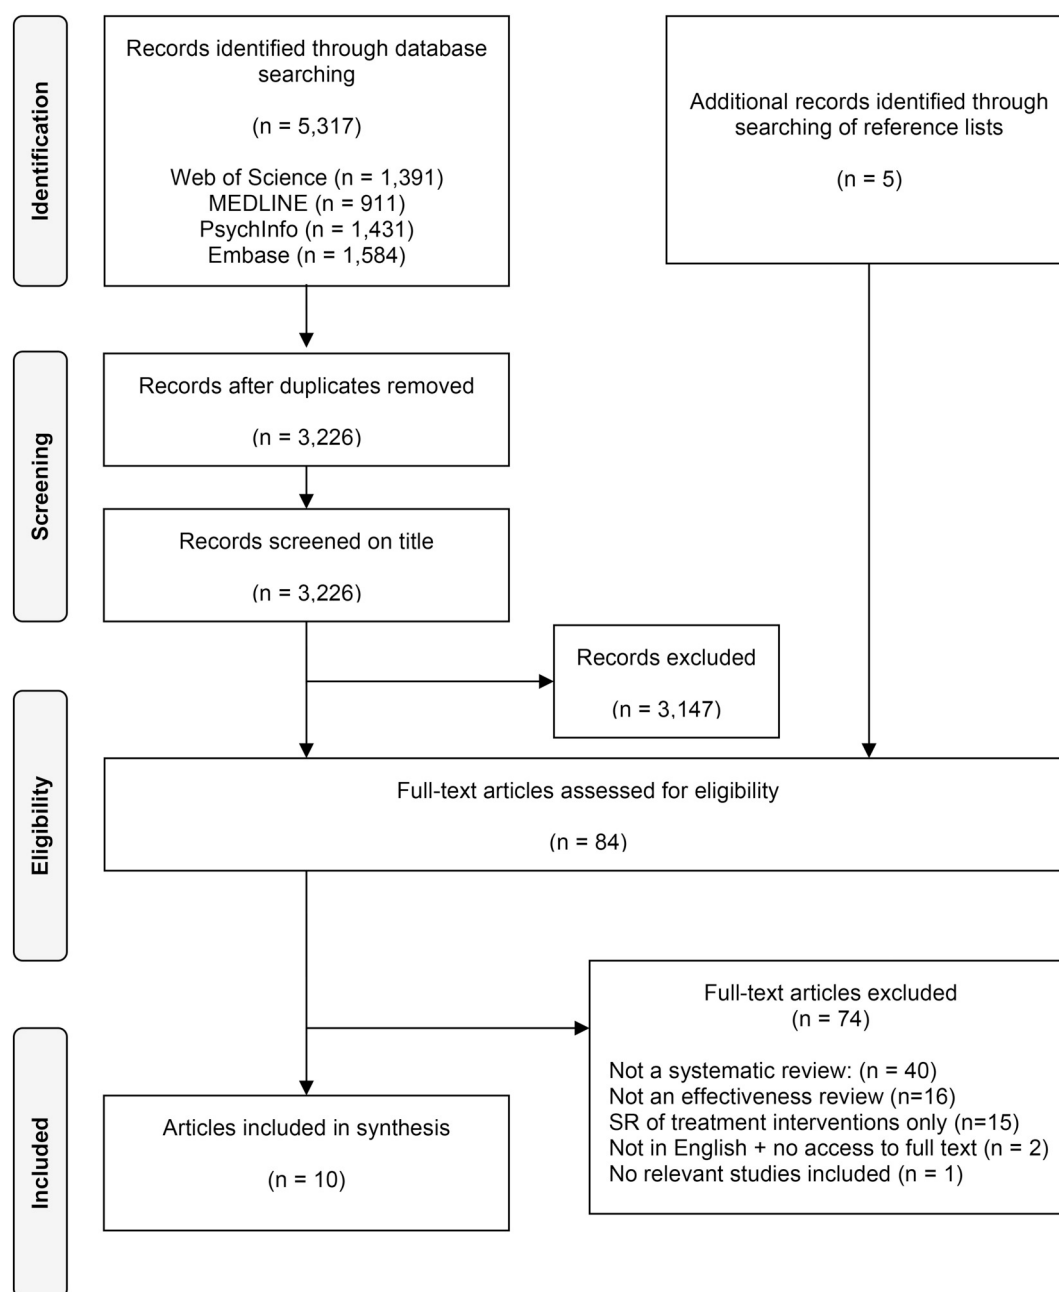 Identification
Records identified through database
searching
(n = 5,317)
Web of Science (n = 1,391)
MEDLINE (n = 911)
PsychInfo (n = 1,431)
Embase (n = 1,584)
Additional records identified through
searching of reference lists
(n = 5)
Screening
Records after duplicates removed
(n = 3,226)
Records screened on title
(n = 3,226)
Records excluded
(n = 3,147)
Eligibility
Full-text articles assessed for eligibility
(n = 84)
Full-text articles excluded
(n = 74)
Not a systematic review: (n = 40)
Not an effectiveness review (n=16)
SR of treatment interventions only (n=15)
Not in English + no access to full text (n = 2)
No relevant studies included (n = 1)
Included
Articles included in synthesis
(n = 10)